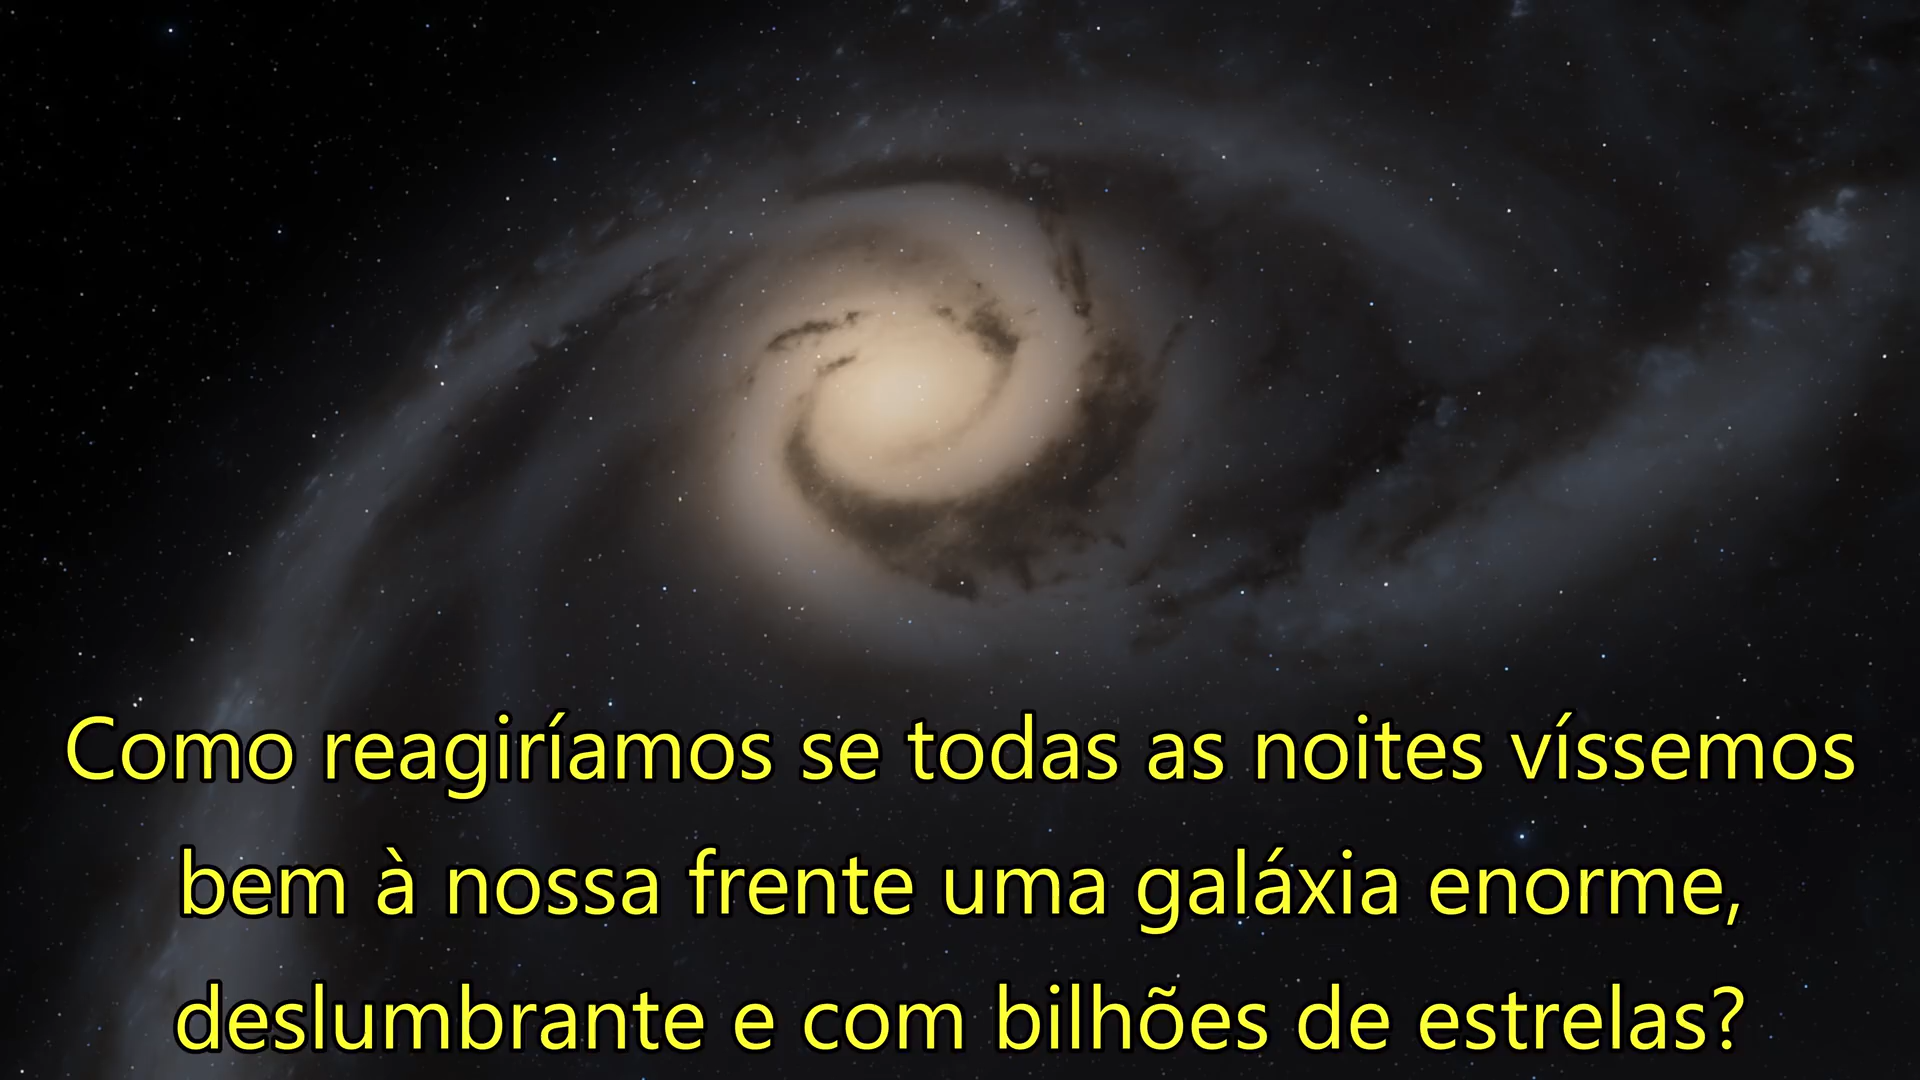 Como reagiríamos se todas as noites víssemos
bem à nossa frente uma galáxia enorme,
deslumbrante e com bilhões de estrelas?